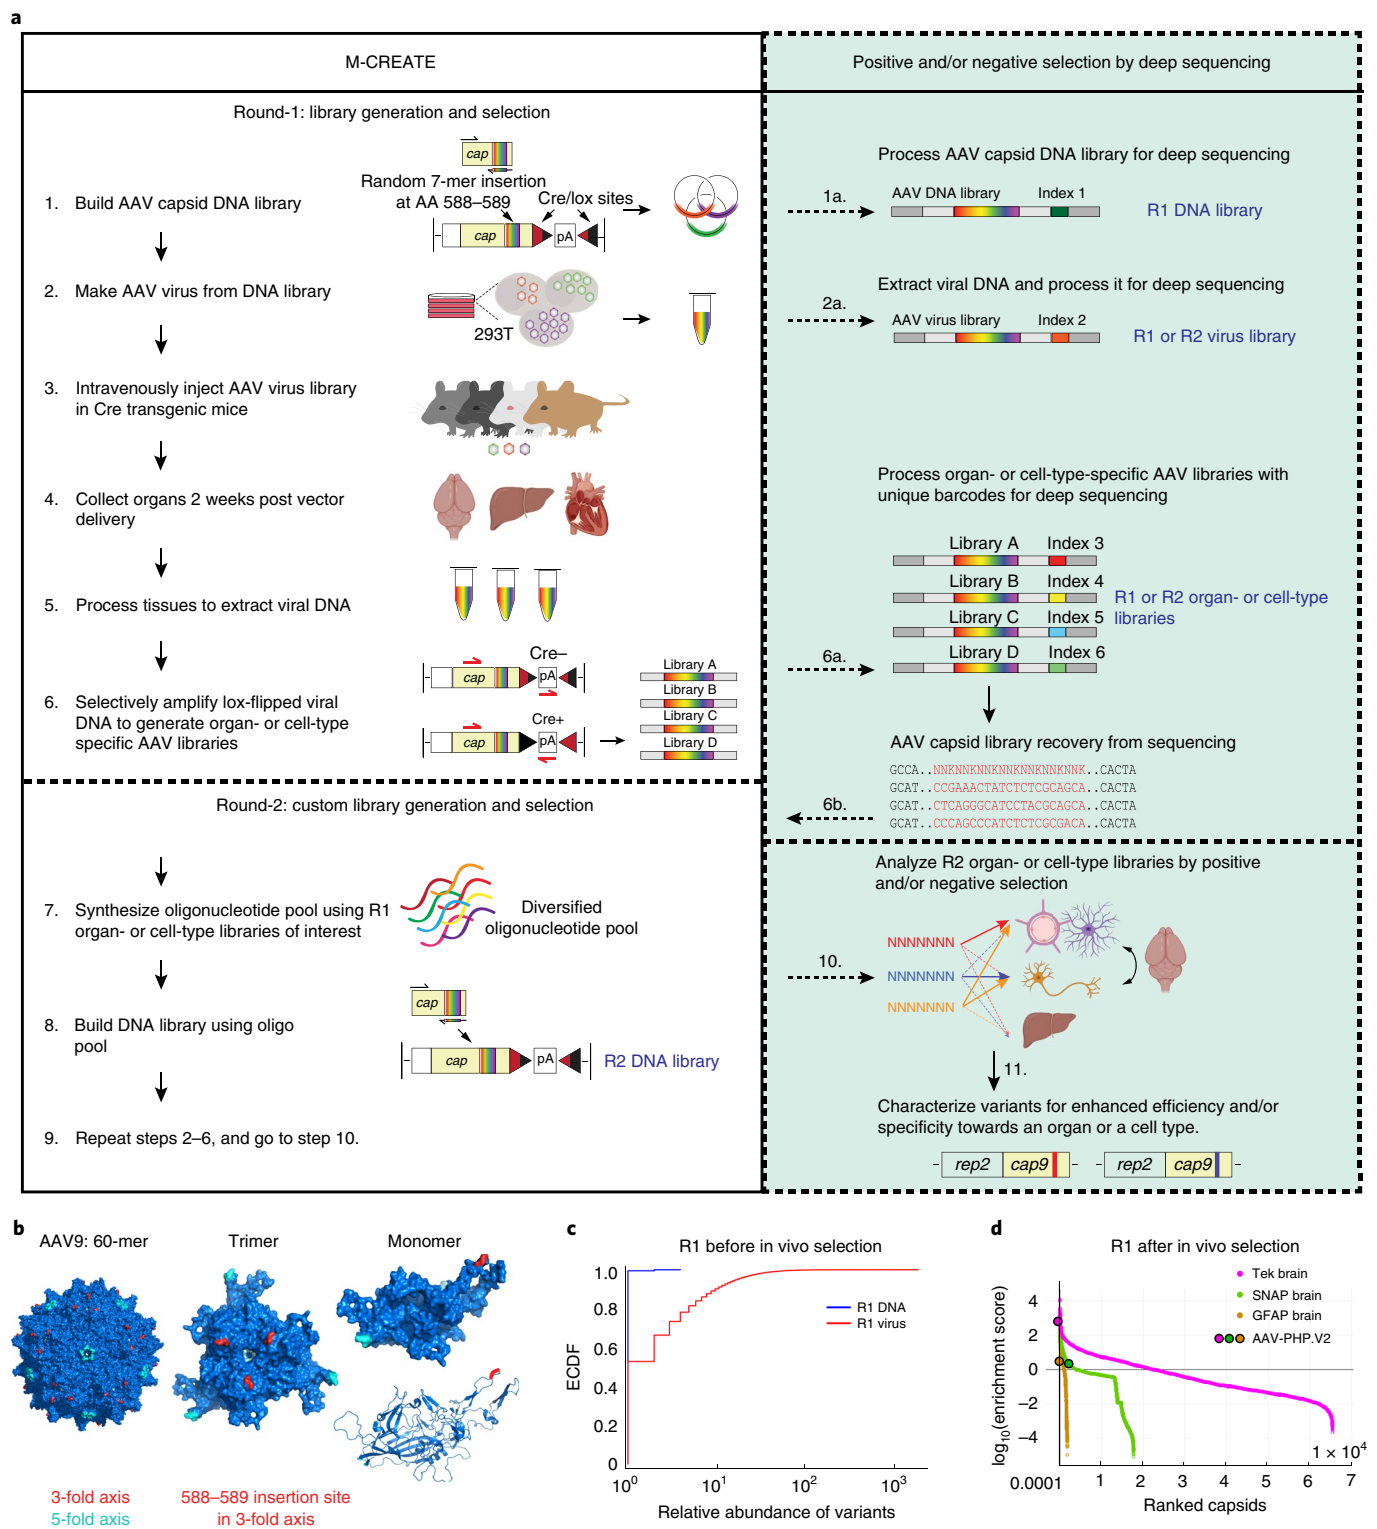 a
M-CREATE
Positive and/or negative selection by deep sequencing
Round-1: library generation and selection
cap
Random 7-mer insertion
at AA 588–589
Cre/lox sites
1. Build AAV capsid DNA library
cap
pA
2. Make AAV virus from DNA library
293T
3. Intravenously inject AAV virus library
in Cre transgenic mice
4. Collect organs 2 weeks post vector
delivery
5. Process tissues to extract viral DNA
6. Selectively amplify lox-flipped viral
DNA to generate organ- or cell-type
specific AAV libraries
Cre–
cap
pA
Cre+
cap
pA
Library A
Library B
Library C
Library D
Process AAV capsid DNA library for deep sequencing
1a.
AAV DNA library
Index 1
R1 DNA library
Extract viral DNA and process it for deep sequencing
2a.
AAV virus library
Index 2
R1 or R2 virus library
Process organ- or cell-type-specific AAV libraries with
unique barcodes for deep sequencing
Library A
Index 3
Library B
Index 4
Library C
Index 5
Library D
Index 6
R1 or R2 organ- or cell-type
libraries
6a.
AAV capsid library recovery from sequencing
GCCA..NNKNNKNNKNNKNNKNNKNNK..CACTA
GCAT..CCGAAACTATCTCTCGCAGCA..CACTA
GCAT..CTCAGGGCATCCTACGCAGCA..CACTA
GCAT..CCCAGCCCATCTCTCGCGACA..CACTA
6b.
Round-2: custom library generation and selection
7. Synthesize oligonucleotide pool using R1
organ- or cell-type libraries of interest
Diversified
oligonucleotide pool
8. Build DNA library using oligo
pool
cap
cap
pA
R2 DNA library
9. Repeat steps 2–6, and go to step 10.
Analyze R2 organ- or cell-type libraries by positive
and/or negative selection
10.
NNNNNNN
NNNNNNN
NNNNNNN
11.
Characterize variants for enhanced efficiency and/or
specificity towards an organ or a cell type.
rep2
cap9
rep2
cap9
b
AAV9: 60-mer
Trimer
Monomer
3-fold axis
5-fold axis
588–589 insertion site
in 3-fold axis
c
R1 before in vivo selection
ECDF
1.0
0.8
0.6
0.4
0.2
0
R1 DNA
R1 virus
10^0
10^1
10^2
10^3
Relative abundance of variants
d
R1 after in vivo selection
log10(enrichment score)
4
2
0
–2
–4
Tek brain
SNAP brain
GFAP brain
AAV-PHP.V2
1 × 10^4
0.0001
1
2
3
4
5
6
7
Ranked capsids